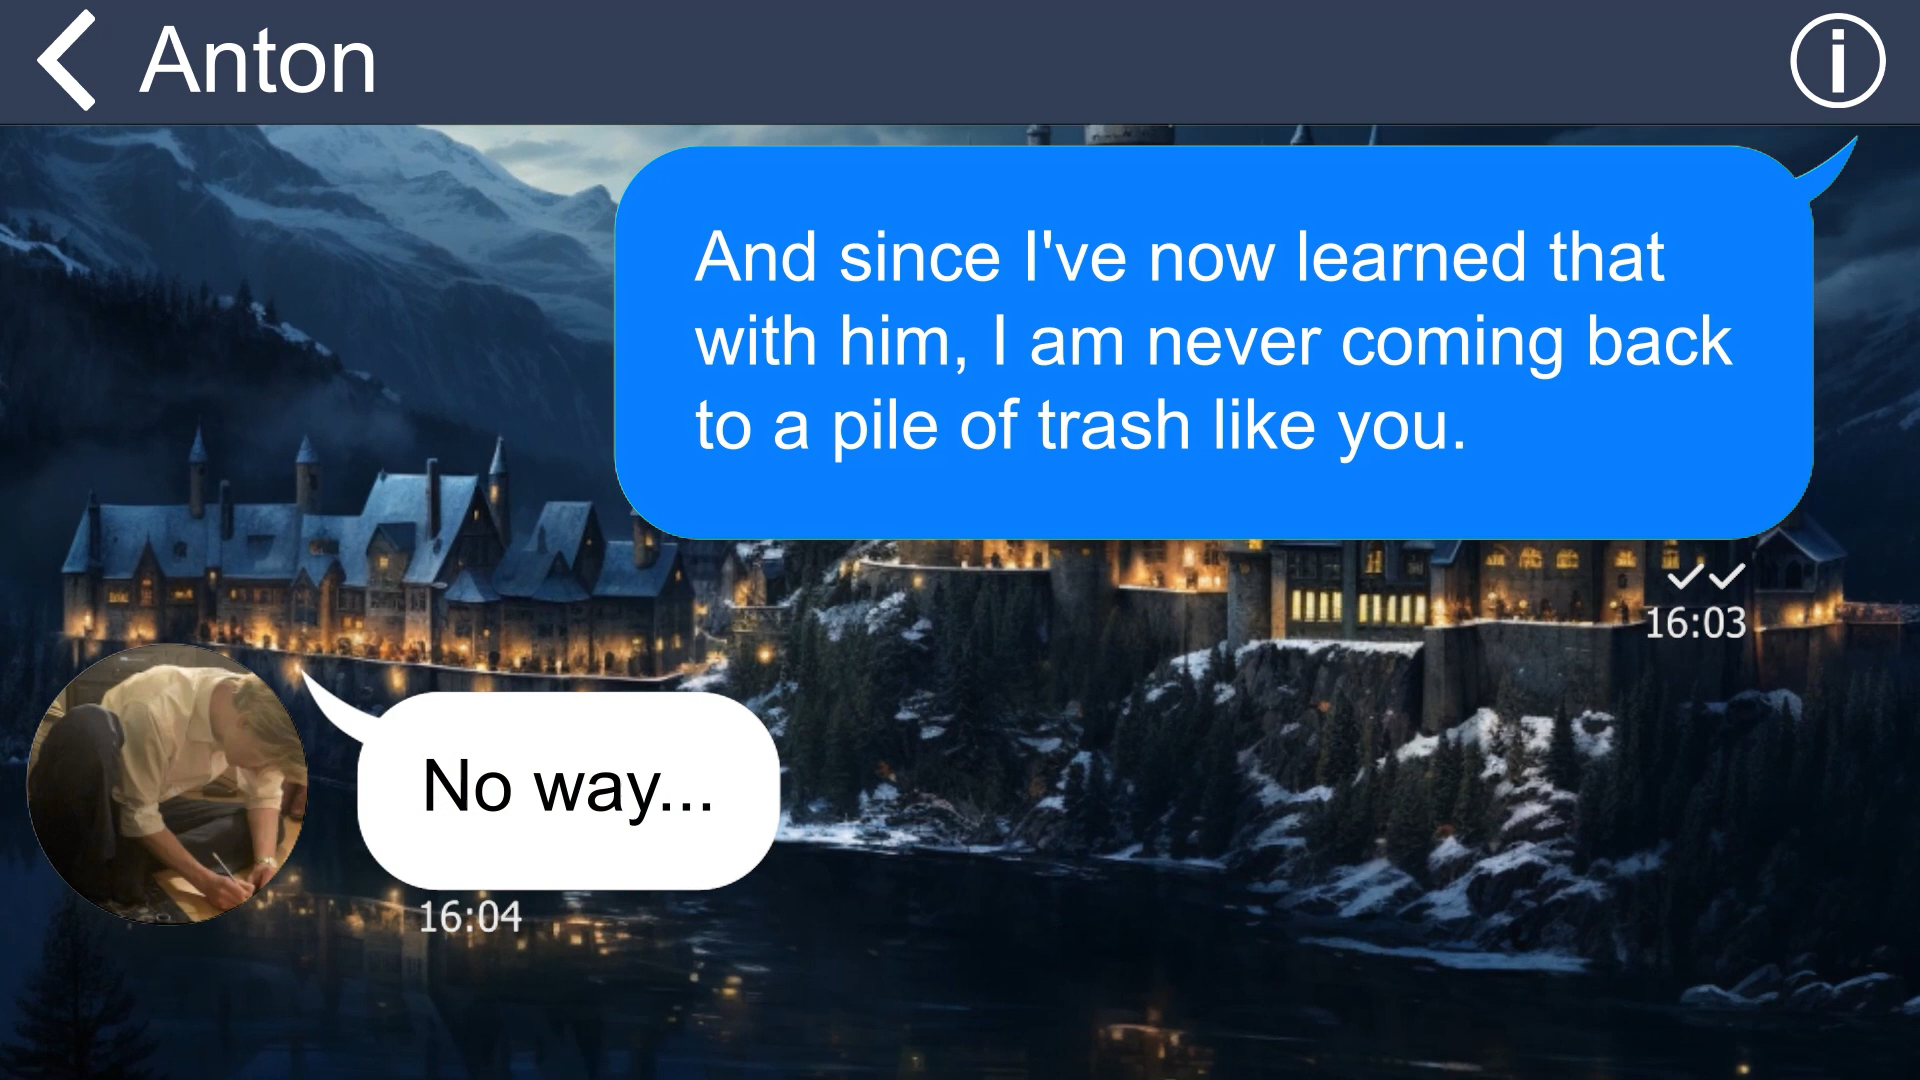 Anton
And since I've now learned that
with him, I am never coming back
to a pile of trash like you.
16:03
No way...
16:04